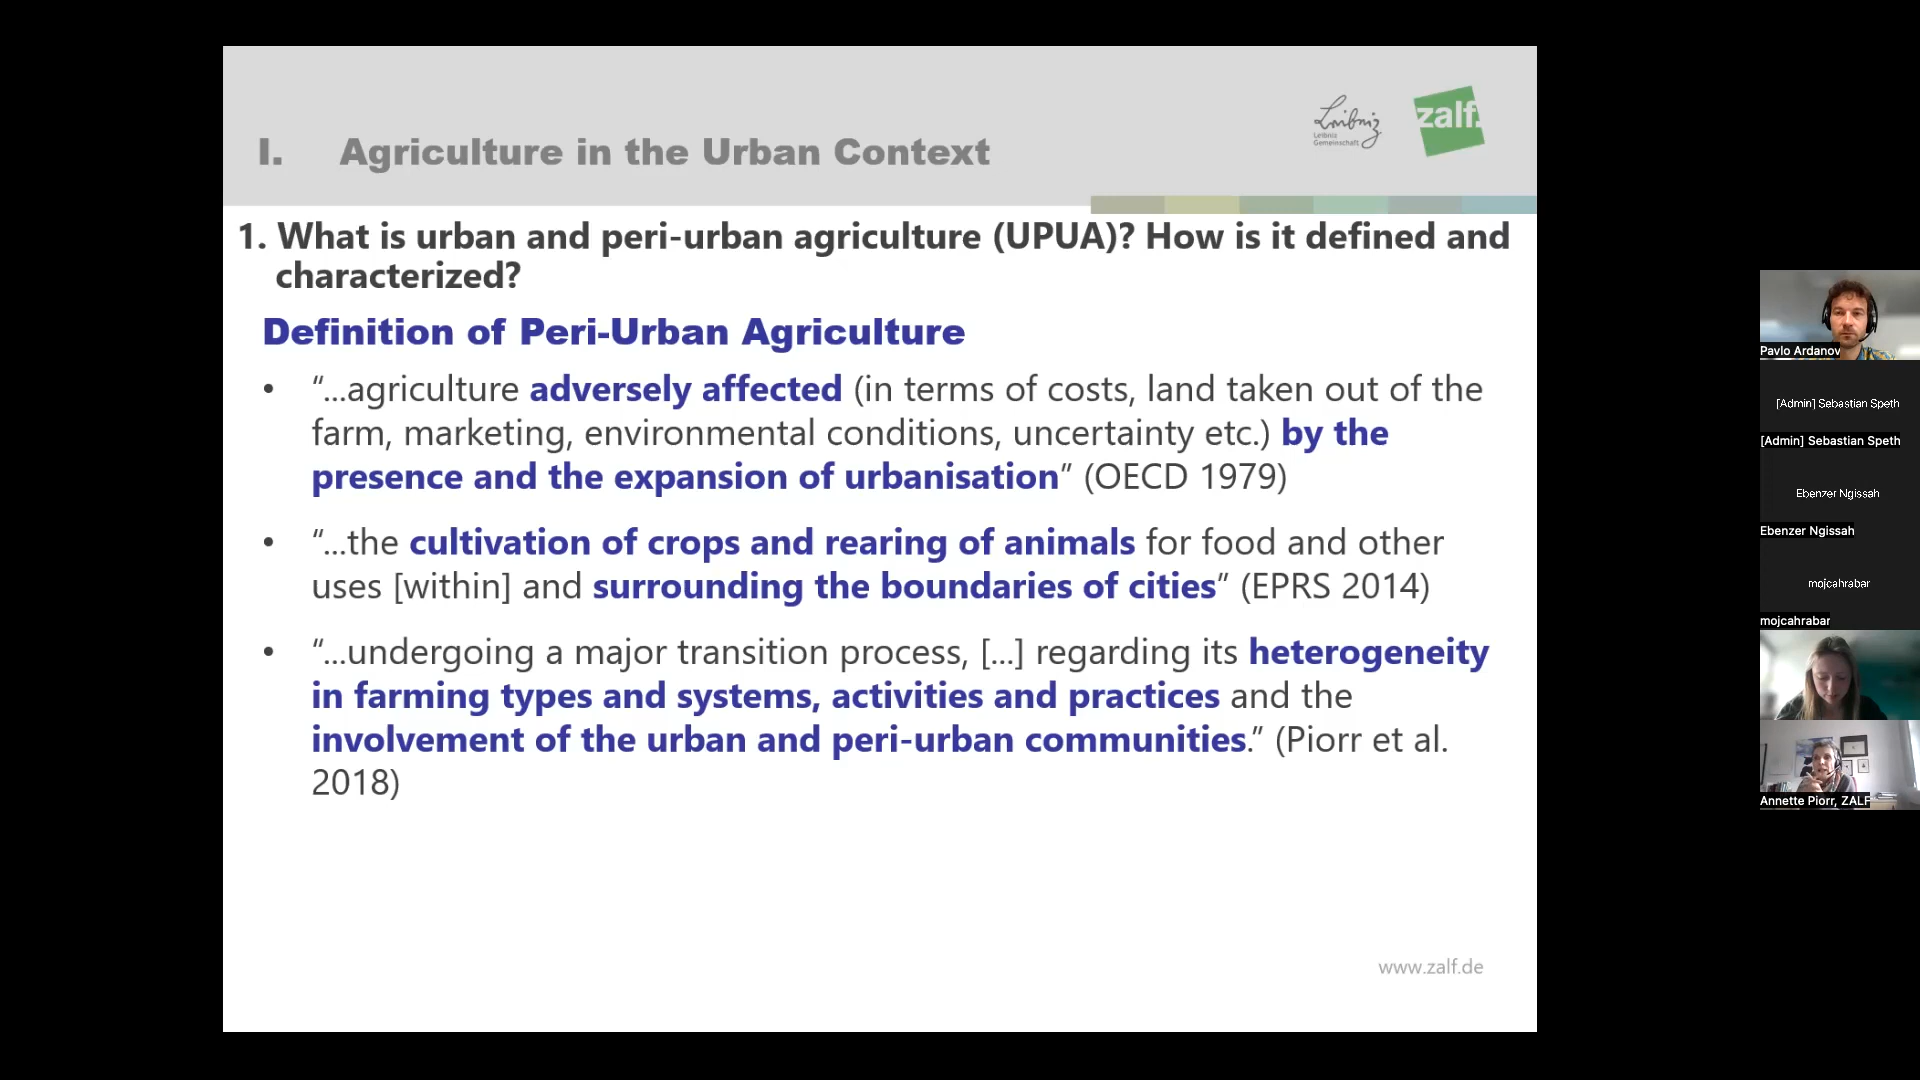 Leibniz
Leibniz
Gemeinschaft
zalf.
I. Agriculture in the Urban Context
1. What is urban and peri-urban agriculture (UPUA)? How is it defined and
characterized?
Definition of Peri-Urban Agriculture
• “...agriculture adversely affected (in terms of costs, land taken out of the
farm, marketing, environmental conditions, uncertainty etc.) by the
presence and the expansion of urbanisation” (OECD 1979)
• “...the cultivation of crops and rearing of animals for food and other
uses [within] and surrounding the boundaries of cities” (EPRS 2014)
• “...undergoing a major transition process, [...] regarding its heterogeneity
in farming types and systems, activities and practices and the
involvement of the urban and peri-urban communities.” (Piorr et al.
2018)
www.zalf.de
Pavlo Ardanov
[Admin] Sebastian Speth
[Admin] Sebastian Speth
Ebenzer Ngissah
Ebenzer Ngissah
mojcahrabar
mojcahrabar
Annette Piorr, ZALF